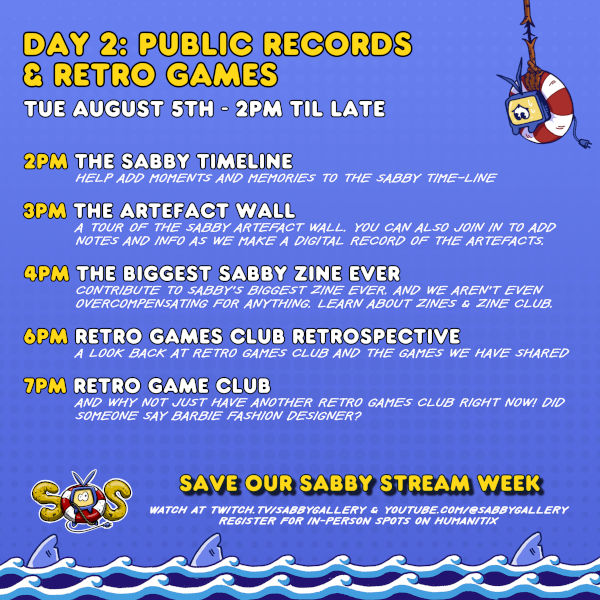 DAY 2: PUBLIC RECORDS
& RETRO GAMES
TUE AUGUST 5TH - 2PM TIL LATE
2PM THE SABBY TIMELINE
HELP ADD MOMENTS AND MEMORIES TO THE SABBY TIME-LINE
3PM THE ARTEFACT WALL
A TOUR OF THE SABBY ARTEFACT WALL. YOU CAN ALSO JOIN IN TO ADD
NOTES AND INFO AS WE MAKE A DIGITAL RECORD OF THE ARTEFACTS.
4PM THE BIGGEST SABBY ZINE EVER
CONTRIBUTE TO SABBY'S BIGGEST ZINE EVER. AND WE AREN'T EVEN
OVERCOMPENSATING FOR ANYTHING. LEARN ABOUT ZINES & ZINE CLUB.
6PM RETRO GAMES CLUB RETROSPECTIVE
A LOOK BACK AT RETRO GAMES CLUB AND THE GAMES WE HAVE SHARED
7PM RETRO GAME CLUB
AND WHY NOT JUST HAVE ANOTHER RETRO GAMES CLUB RIGHT NOW! DID
SOMEONE SAY BARBIE FASHION DESIGNER?
SOS
SAVE OUR SABBY STREAM WEEK
WATCH AT TWITCH.TV/SABBYGALLERY & YOUTUBE.COM/@SABBYGALLERY
REGISTER FOR IN-PERSON SPOTS ON HUMANITIX